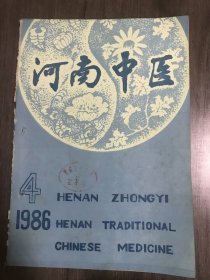 河南中医
4
HENAN ZHONGYI
1986 HENAN TRADITIONAL
CHINESE MEDICINE